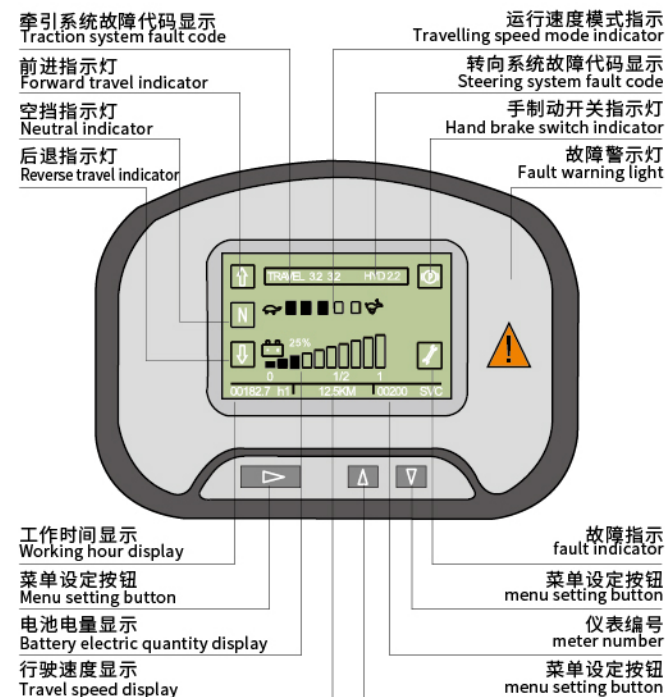 牵引系统故障代码显示
Traction system fault code
前进指示灯
Forward travel indicator
空挡指示灯
Neutral indicator
后退指示灯
Reverse travel indicator
运行速度模式指示
Travelling speed mode indicator
转向系统故障代码显示
Steering system fault code
手制动开关指示灯
Hand brake switch indicator
故障警示灯
Fault warning light
TRAVEL 32 32 HVD 2.2
N
25%
0 1/2 1
00182.7 h1 12.5KM 00200 SVC
工作时间显示
Working hour display
菜单设定按钮
Menu setting button
电池电量显示
Battery electric quantity display
行驶速度显示
Travel speed display
故障指示
fault indicator
菜单设定按钮
menu setting button
仪表编号
meter number
菜单设定按钮
menu setting button